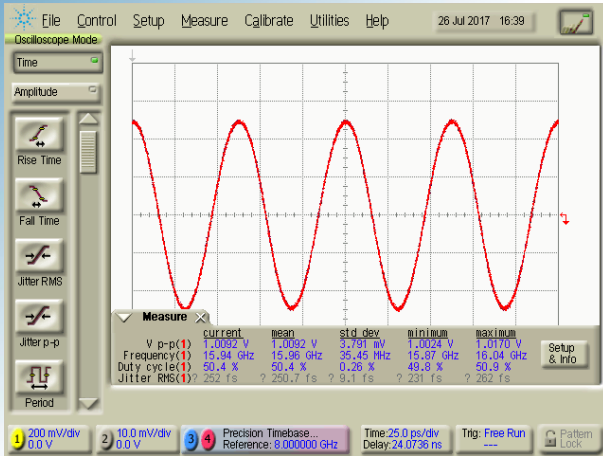 File Control Setup Measure Calibrate Utilities Help 26 Jul 2017 16:39
Oscilloscope Mode
Time
Amplitude
Rise Time
Fall Time
Jitter RMS
Jitter p-p
Period
Measure
current mean std dev minimum maximum
V p-p(1) 1.0092 V 1.0092 V 3.791 mV 1.0024 V 1.0170 V
Frequency(1) 15.94 GHz 15.96 GHz 35.45 MHz 15.87 GHz 16.04 GHz
Duty cycle(1) 50.4 % 50.4 % 0.26 % 49.8 % 50.9 %
Jitter RMS(1)? 252 fs ? 250.7 fs ? 9.1 fs ? 231 fs ? 262 fs
Setup
& Info
1 200 mV/div
0.0 V
2 10.0 mV/div
0.0 V
3 4 Precision Timebase...
Reference: 8.000000 GHz
Time:25.0 ps/div
Delay:24.0736 ns
Trig: Free Run
---
Pattern
Lock